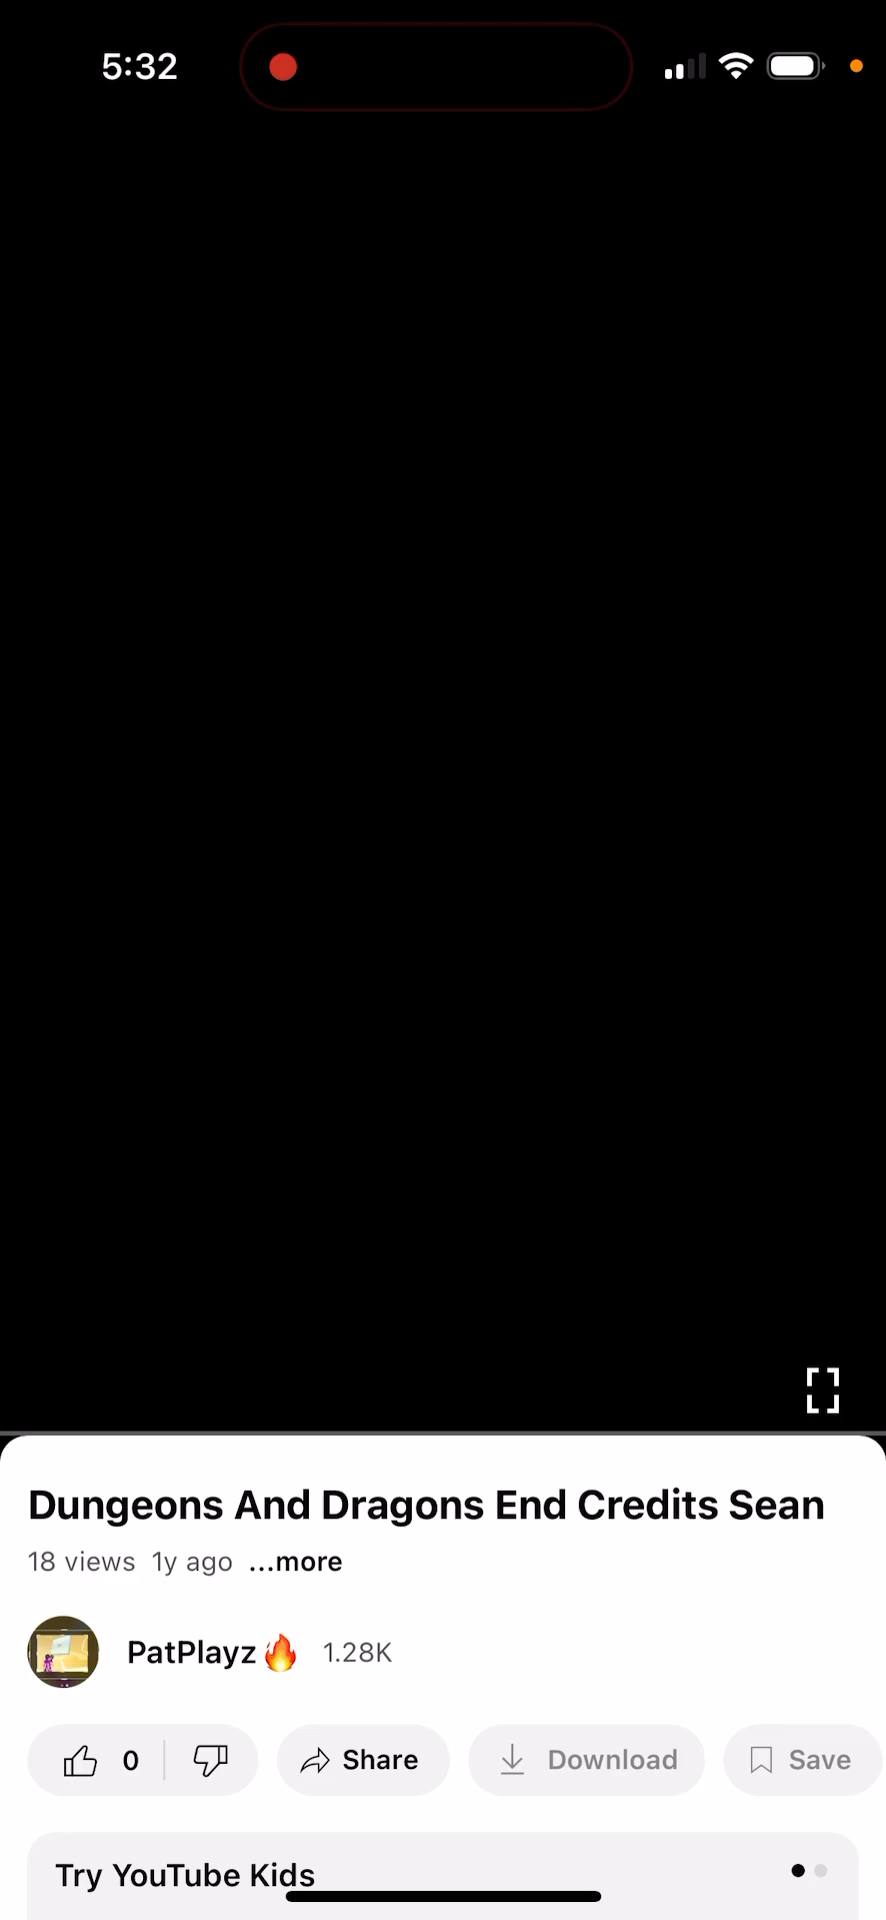 5:32
Dungeons And Dragons End Credits Sean
18 views 1y ago ...more
PatPlayz🔥 1.28K
0 Share Download Save
Try YouTube Kids